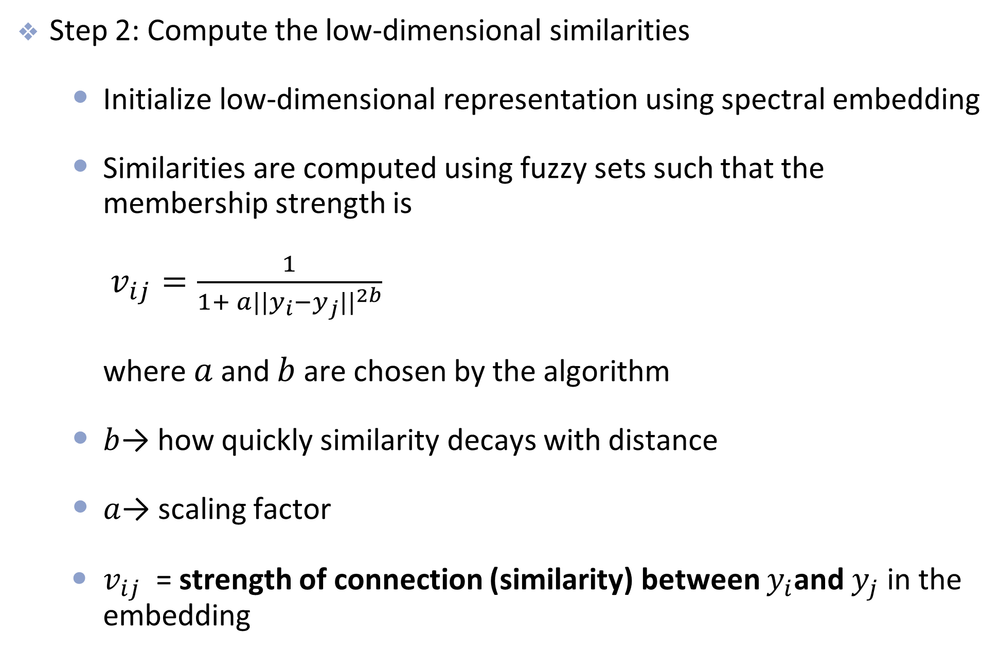 ❖ Step 2: Compute the low-dimensional similarities
• Initialize low-dimensional representation using spectral embedding
• Similarities are computed using fuzzy sets such that the
membership strength is
$v_{ij} = \frac{1}{1+ a||y_i-y_j||^{2b}}$
where $a$ and $b$ are chosen by the algorithm
• $b$→ how quickly similarity decays with distance
• $a$→ scaling factor
• $v_{ij}$ = strength of connection (similarity) between $y_i$and $y_j$ in the
embedding